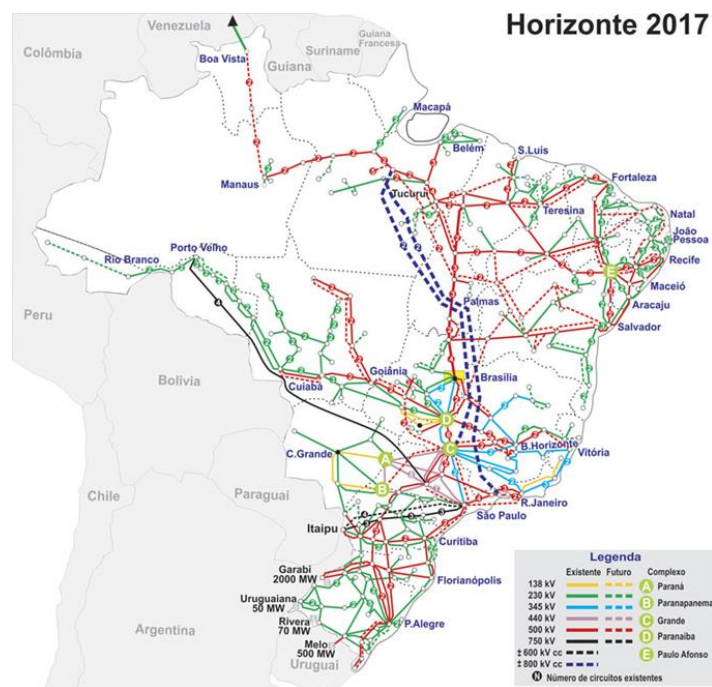 Horizonte 2017
Venezuela
Colômbia
Guiana
Suriname
Guiana
Francesa
Boa Vista
Macapá
Belém
S.Luis
Fortaleza
Manaus
Tucuruí
Teresina
Natal
João
Pessoa
Recife
Porto Velho
Rio Branco
E
Maceió
Aracaju
Palmas
Salvador
Peru
Bolivia
Cuiabá
Goiânia
Brasília
D
C
B.Horizonte
Vitória
C.Grande
A
B
Chile
Paraguai
R.Janeiro
São Paulo
Itaipu
Curitiba
Garabi
2000 MW
Florianópolis
Uruguaiana
50 MW
Rivera
70 MW
P.Alegre
Melo
500 MW
Argentina
Uruguai
Legenda
Existente Futuro Complexo
138 kV A Paraná
230 kV B Paranapanema
345 kV C Grande
440 kV D Paranaiba
500 kV E Paulo Afonso
750 kV
± 600 kV cc
± 800 kV cc
N Número de circuitos existentes